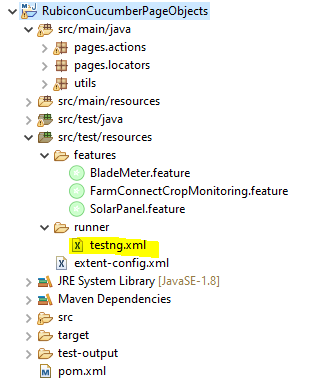 RubiconCucumberPageObjects
src/main/java
pages.actions
pages.locators
utils
src/main/resources
src/test/java
src/test/resources
features
BladeMeter.feature
FarmConnectCropMonitoring.feature
SolarPanel.feature
runner
testng.xml
extent-config.xml
JRE System Library [JavaSE-1.8]
Maven Dependencies
src
target
test-output
pom.xml